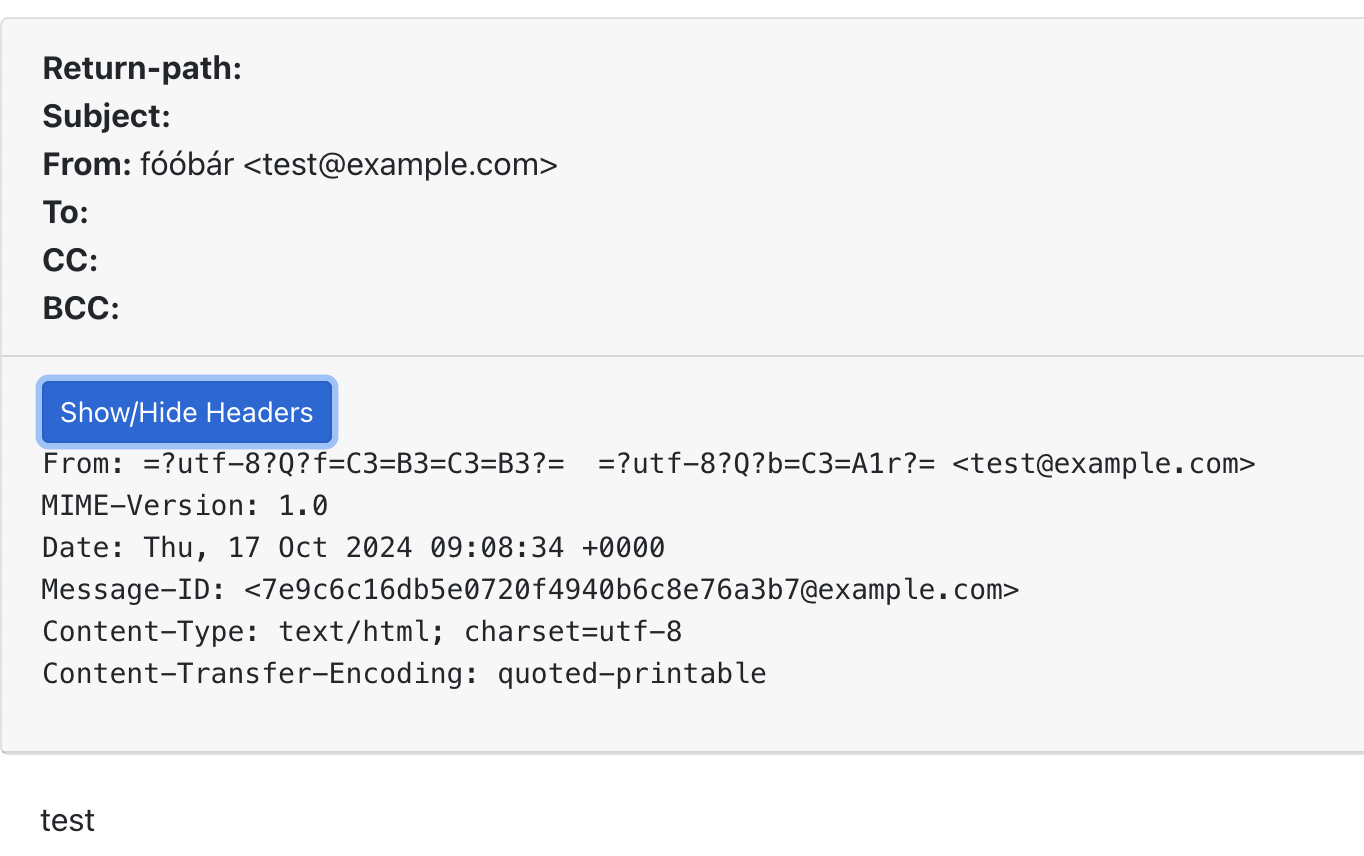 Return-path:
Subject:
From: fóóbár <test@example.com>
To:
CC:
BCC:
Show/Hide Headers
From: =?utf-8?Q?f=C3=B3=C3=B3?=  =?utf-8?Q?b=C3=A1r?= <test@example.com>
MIME-Version: 1.0
Date: Thu, 17 Oct 2024 09:08:34 +0000
Message-ID: <7e9c6c16db5e0720f4940b6c8e76a3b7@example.com>
Content-Type: text/html; charset=utf-8
Content-Transfer-Encoding: quoted-printable
test